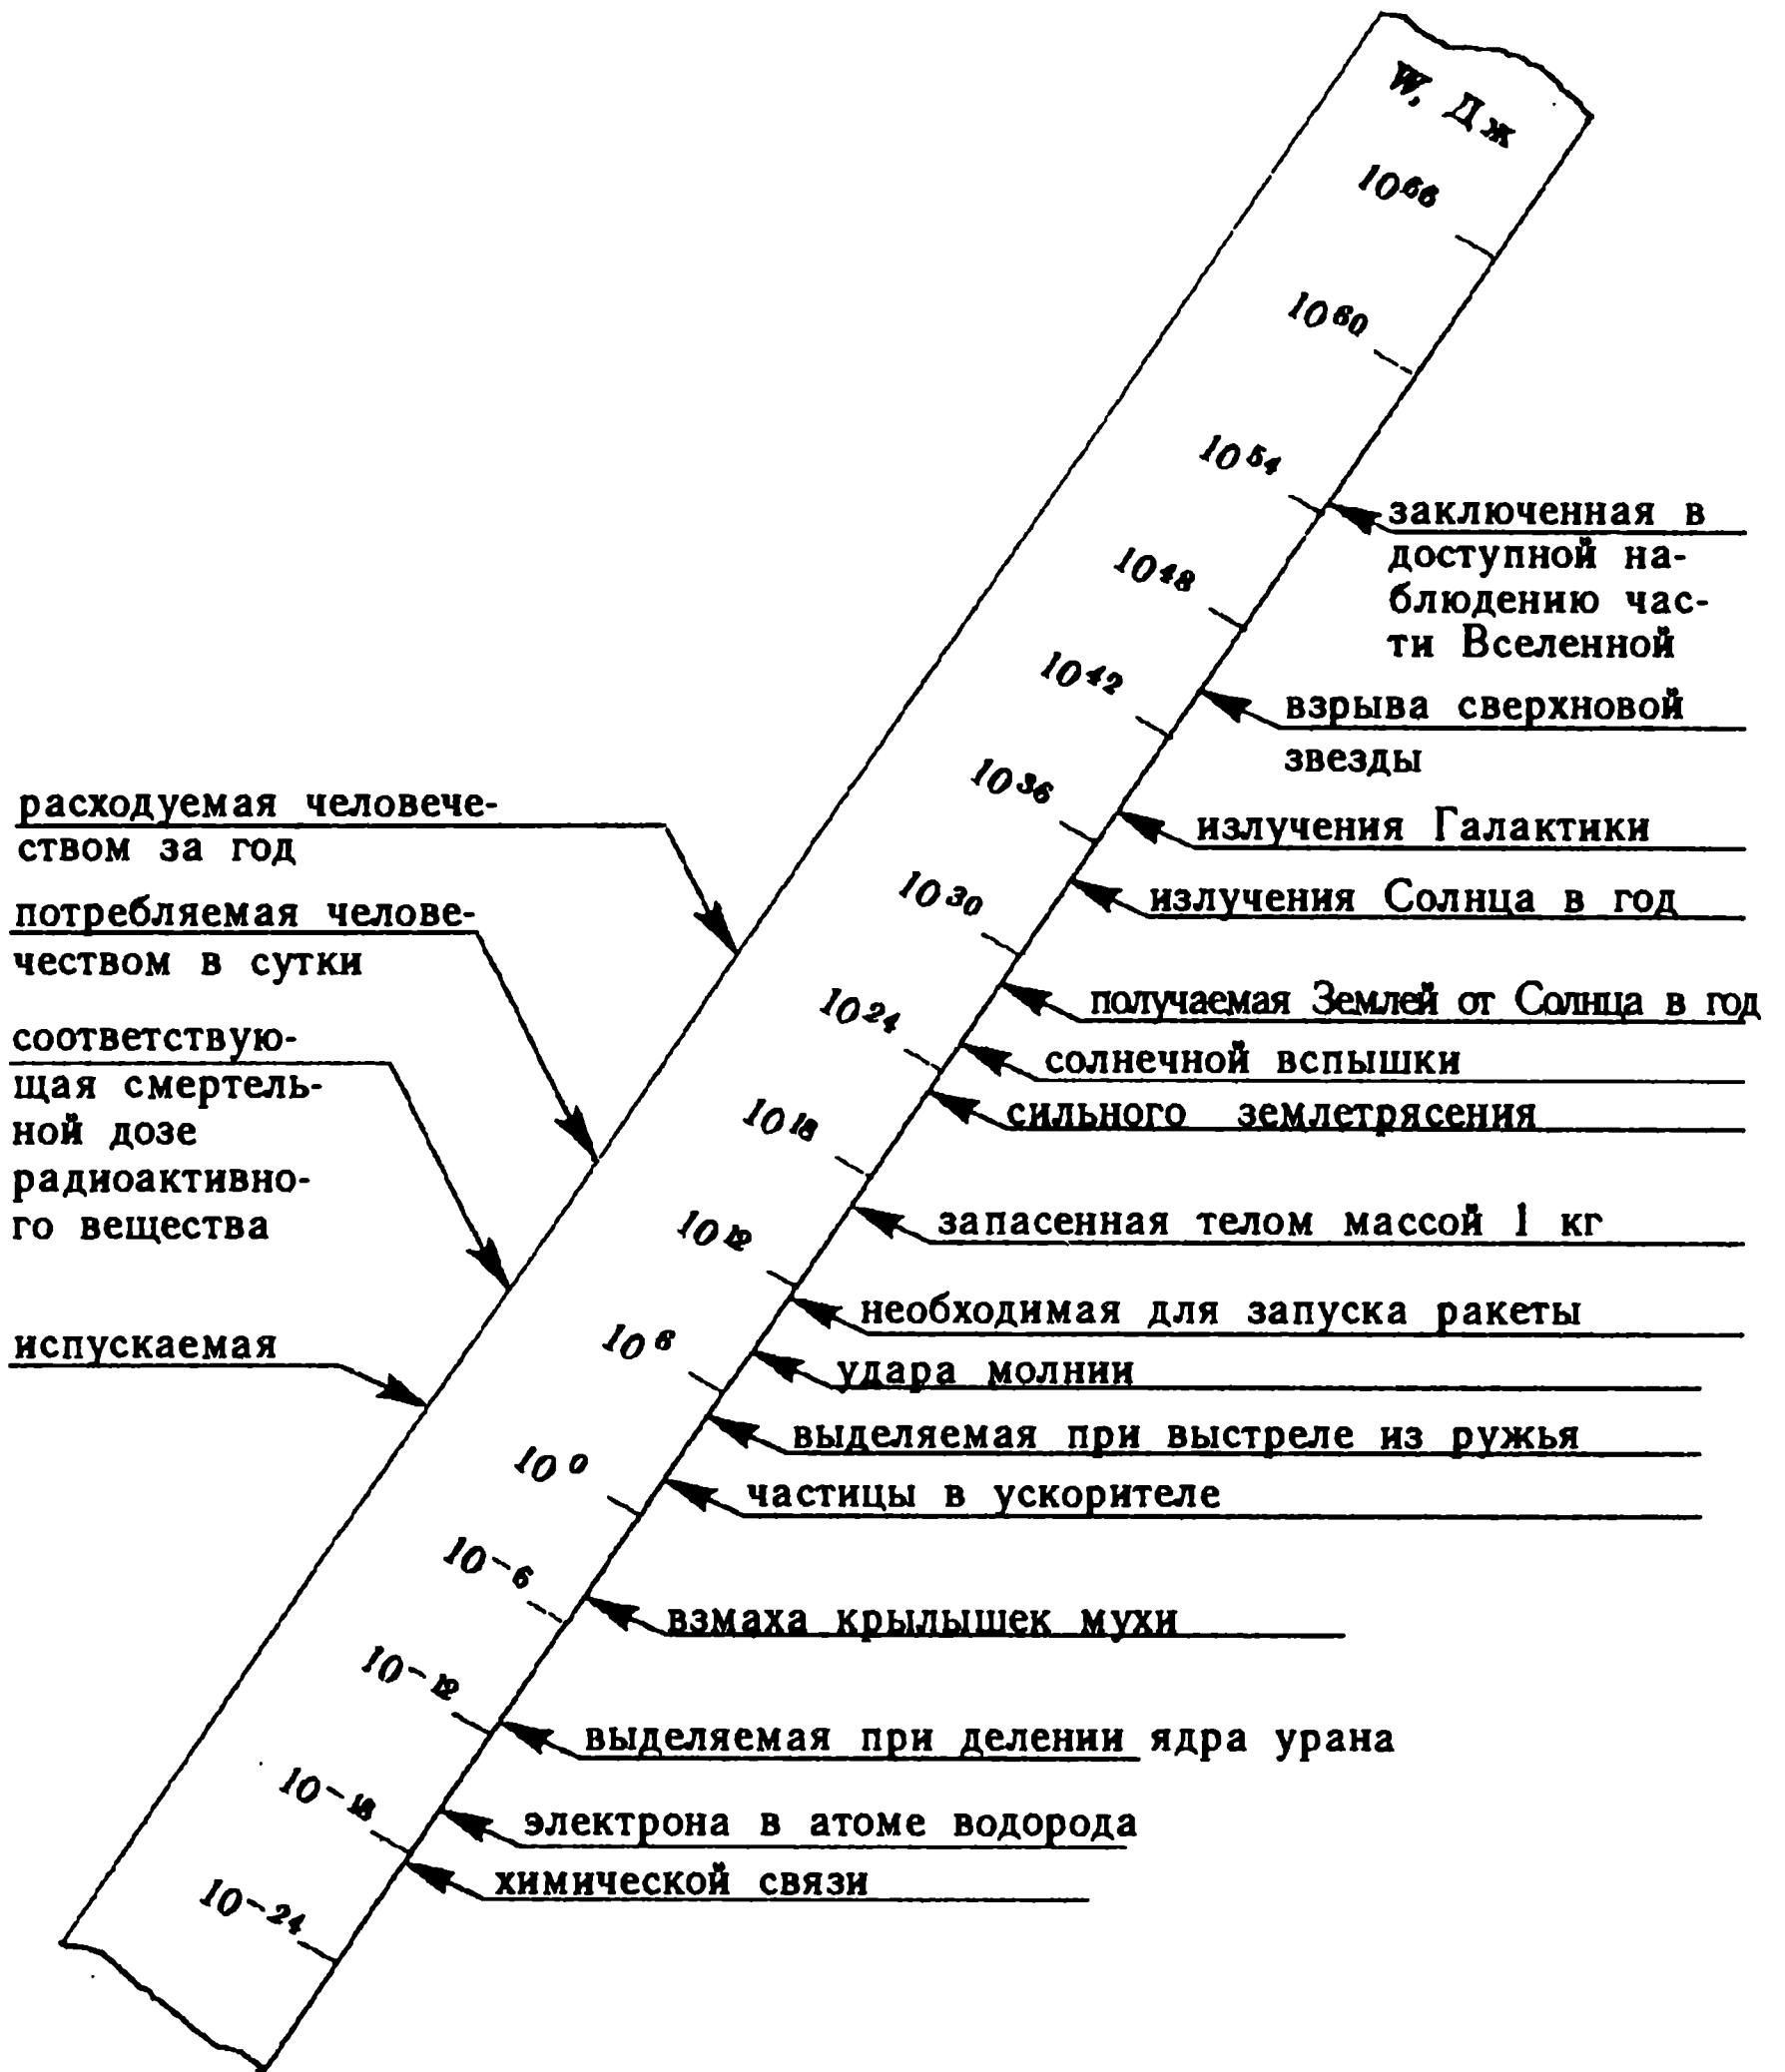 W, Дж
10⁶⁶
10⁶⁰
10⁵⁴
10⁴⁸
10⁴²
10³⁶
10³⁰
10²⁴
10¹⁸
10¹²
10⁶
10⁰
10⁻⁶
10⁻¹²
10⁻¹⁸
10⁻²⁴
расходуемая человече-
ством за год
потребляемая челове-
чеством в сутки
соответствую-
щая смертель-
ной дозе
радиоактивно-
го вещества
испускаемая
заключенная в
доступной на-
блюдению час-
ти Вселенной
взрыва сверхновой
звезды
излучения Галактики
излучения Солнца в год
получаемая Землей от Солнца в год
солнечной вспышки
сильного землетрясения
запасенная телом массой 1 кг
необходимая для запуска ракеты
удара молнии
выделяемая при выстреле из ружья
частицы в ускорителе
взмаха крылышек мухи
выделяемая при делении ядра урана
электрона в атоме водорода
химической связи